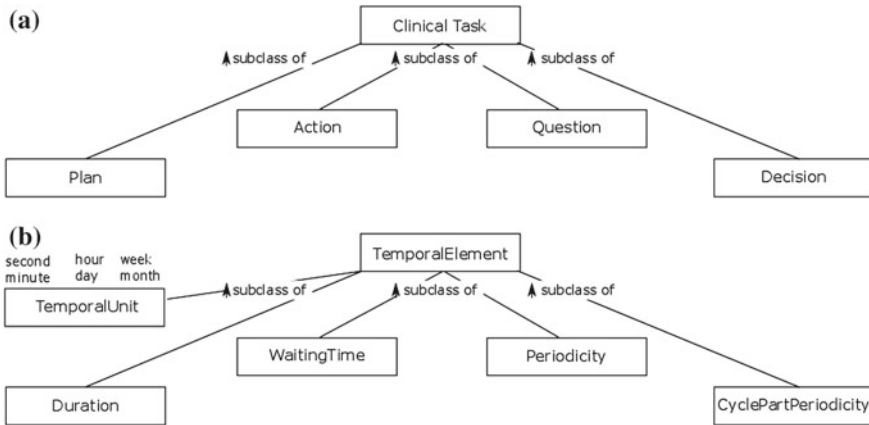 (a)
Clinical Task
subclass of
subclass of
subclass of
Action
Question
Plan
Decision
(b)
TemporalElement
second
hour
week
minute
day
month
subclass of
subclass of
subclass of
TemporalUnit
WaitingTime
Periodicity
Duration
CyclePartPeriodicity